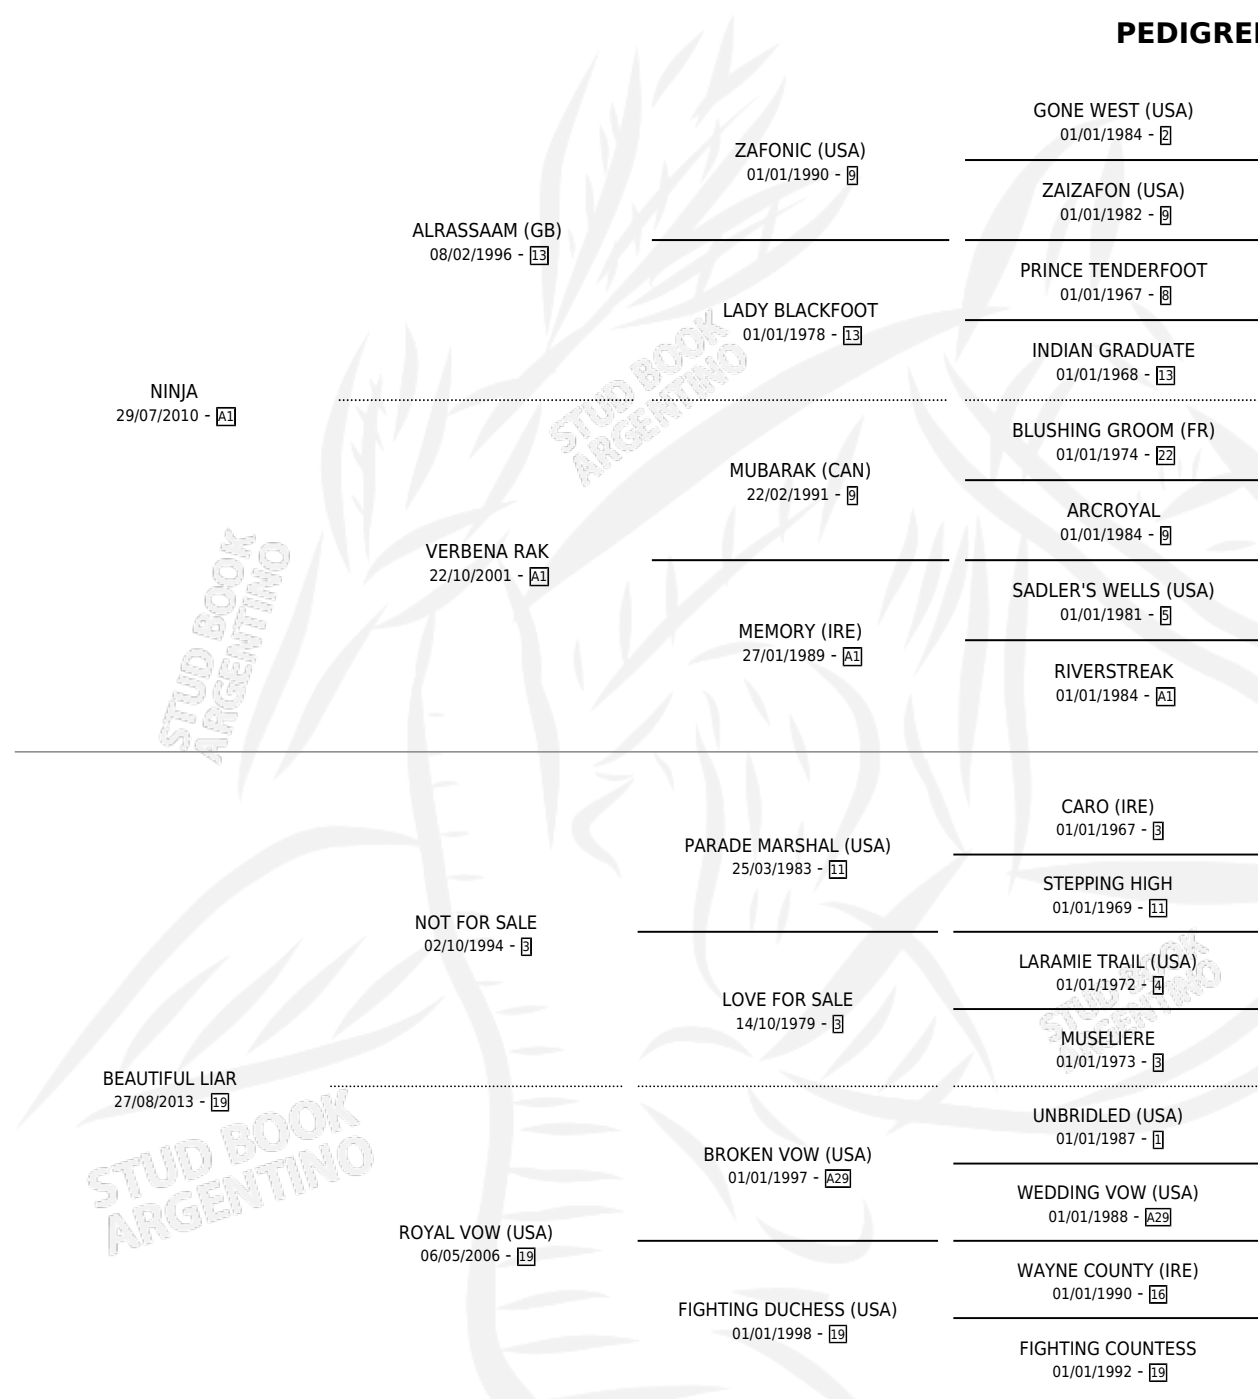 PEDIGREE
GONE WEST (USA)
01/01/1984 - 2
ZAFONIC (USA)
01/01/1990 - 9
ZAIZAFON (USA)
01/01/1982 - 9
ALRASSAAM (GB)
08/02/1996 - 13
PRINCE TENDERFOOT
01/01/1967 - 8
LADY BLACKFOOT
01/01/1978 - 13
INDIAN GRADUATE
01/01/1968 - 13
NINJA
29/07/2010 - A1
BLUSHING GROOM (FR)
01/01/1974 - 22
MUBARAK (CAN)
22/02/1991 - 9
ARCROYAL
01/01/1984 - 9
VERBENA RAK
22/10/2001 - A1
SADLER'S WELLS (USA)
01/01/1981 - 5
MEMORY (IRE)
27/01/1989 - A1
RIVERSTREAK
01/01/1984 - A1
CARO (IRE)
01/01/1967 - 3
PARADE MARSHAL (USA)
25/03/1983 - 11
STEPPING HIGH
01/01/1969 - 11
NOT FOR SALE
02/10/1994 - 3
LARAMIE TRAIL (USA)
01/01/1972 - 4
LOVE FOR SALE
14/10/1979 - 3
MUSELIERE
01/01/1973 - 3
BEAUTIFUL LIAR
27/08/2013 - 19
UNBRIDLED (USA)
01/01/1987 - 1
BROKEN VOW (USA)
01/01/1997 - A29
WEDDING VOW (USA)
01/01/1988 - A29
ROYAL VOW (USA)
06/05/2006 - 19
WAYNE COUNTY (IRE)
01/01/1990 - 16
FIGHTING DUCHESS (USA)
01/01/1998 - 19
FIGHTING COUNTESS
01/01/1992 - 19
STUD BOOK
ARGENTINO
STUD BOOK
ARGENTINO
STUD BOOK
ARGENTINO
STUD BOOK
ARGENTINO